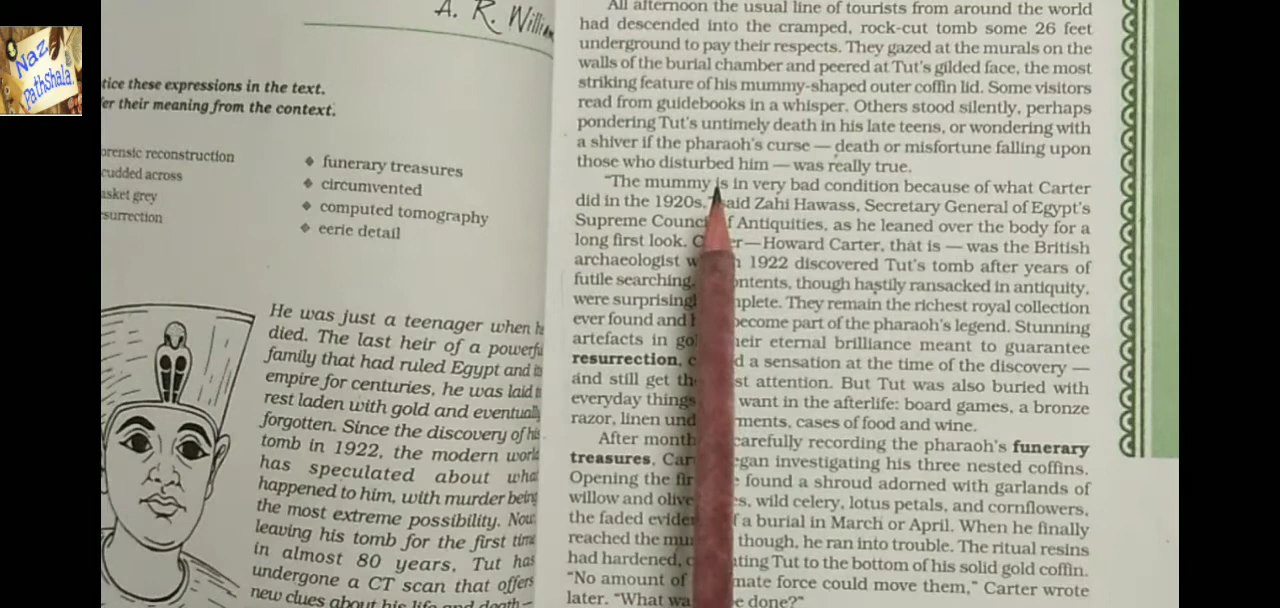 Naz
Pathshala
A. R. Willi
tice these expressions in the text.
er their meaning from the context.
orensic reconstruction
cudded across
asket grey
surrection
funerary treasures
circumvented
computed tomography
eerie detail
He was just a teenager when
died. The last heir of a powerfu
family that had ruled Egypt and
empire for centuries, he was laid
rest laden with gold and eventually
forgotten. Since the discovery of his
tomb in 1922, the modern world
has speculated about what
happened to him, with murder being
the most extreme possibility. Now
leaving his tomb for the first time
in almost 80 years, Tut has
undergone a CT scan that offers
new clues about his life and death—
All afternoon the usual line of tourists from around the world
had descended into the cramped, rock-cut tomb some 26 feet
underground to pay their respects. They gazed at the murals on the
walls of the burial chamber and peered at Tut's gilded face, the most
striking feature of his mummy-shaped outer coffin lid. Some visitors
read from guidebooks in a whisper. Others stood silently, perhaps
pondering Tut's untimely death in his late teens, or wondering with
a shiver if the pharaoh's curse — death or misfortune falling upon
those who disturbed him — was really true.
"The mummy is in very bad condition because of what Carter
did in the 1920s," said Zahi Hawass, Secretary General of Egypt's
Supreme Counc f Antiquities, as he leaned over the body for a
long first look. C er—Howard Carter, that is — was the British
archaeologist w 1922 discovered Tut's tomb after years of
futile searching. ontents, though hastily ransacked in antiquity,
were surprisingl plete. They remain the richest royal collection
ever found and become part of the pharaoh's legend. Stunning
artefacts in go eir eternal brilliance meant to guarantee
resurrection, c d a sensation at the time of the discovery —
and still get th st attention. But Tut was also buried with
everyday things want in the afterlife: board games, a bronze
razor, linen und ments, cases of food and wine.
After month carefully recording the pharaoh's funerary
treasures, Car gan investigating his three nested coffins.
Opening the fir found a shroud adorned with garlands of
willow and olive s, wild celery, lotus petals, and cornflowers,
the faded evide f a burial in March or April. When he finally
reached the mu though, he ran into trouble. The ritual resins
had hardened, c ting Tut to the bottom of his solid gold coffin.
"No amount of mate force could move them," Carter wrote
later. "What wa e done?"